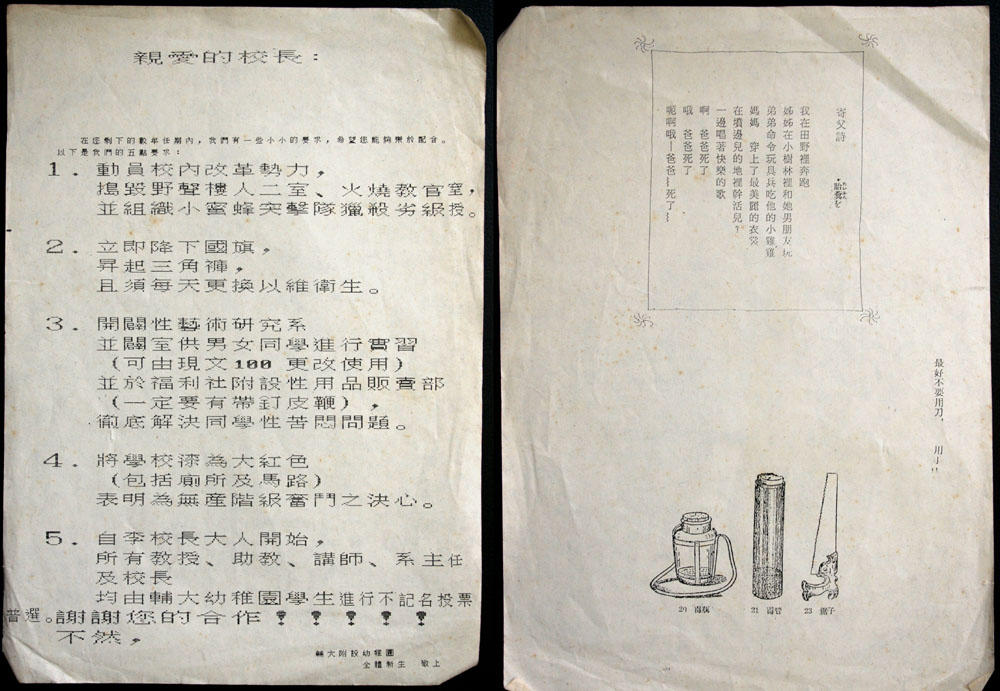 親愛的校長：
在您剩下的數年任期內，我們有一些小小的要求，希望您能夠樂於配合。
以下是我們的五點要求：
1. 動員校內改革勢力，
搗毀野聲樓人二室、火燒教官室，
並組織小蜜蜂突擊隊獵殺劣級授。
2. 立即降下國旗，
昇起三角褲，
且須每天更換以維衛生。
3. 開闢性藝術研究系
並闢室供男女同學進行實習
（可由現文100 更改使用）
並於福利社附設性用品販賣部
（一定要有帶釘皮鞭），
徹底解決同學性苦悶問題。
4. 將學校漆為大紅色
（包括廁所及馬路）
表明為無產階級奮鬥之決心。
5. 自李校長大人開始，
所有教授、助教、講師、系主任
及校長
均由輔大幼稚園學生進行不記名投票
普選。謝謝您的合作
不然，
輔大附設幼稚園
全體新生 敬上
寄父詩
我在田野裡奔跑
姊姊在小樹林裡和她男朋友玩
弟弟命令玩具兵吃他的小雞雞
媽媽 穿上了最美麗的衣裳
在墳邊兒的地裡幹活兒？
一邊唱著快樂的歌
啊 爸爸死了
哦 爸爸死了
呃啊哦—爸爸—死了
最好不要用刀， 用
20
21
23 鋸子